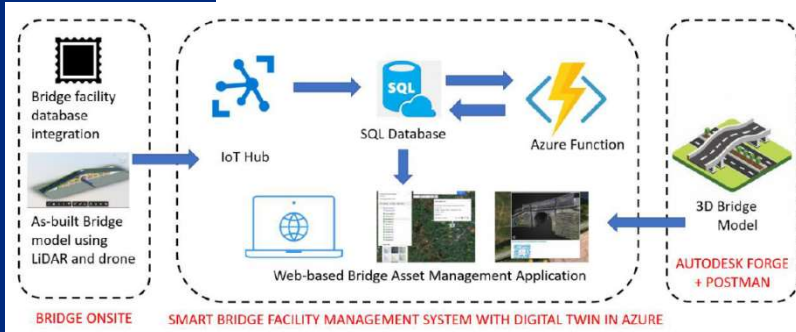 Bridge facility
database
integration
As-built Bridge
model using
LiDAR and drone
BRIDGE ONSITE
IoT Hub
SQL
SQL Database
Azure Function
Web-based Bridge Asset Management Application
SMART BRIDGE FACILITY MANAGEMENT SYSTEM WITH DIGITAL TWIN IN AZURE
3D Bridge
Model
AUTODESK FORGE
+ POSTMAN